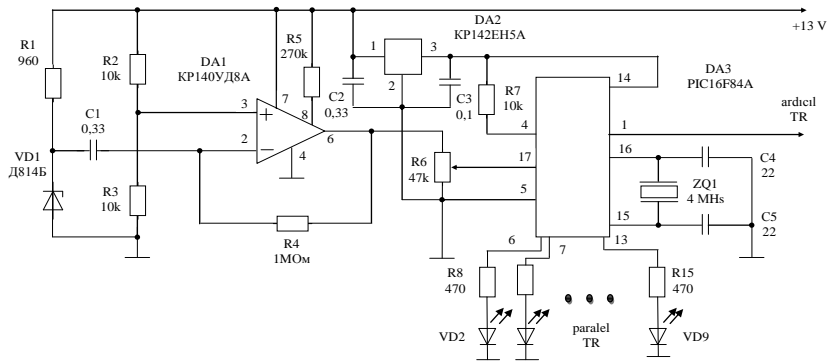 +13 V
R1
960
R2
10k
DA1
КР140УД8А
R5
270k
DA2
КР142ЕН5А
1
3
2
C2
0,33
C3
0,1
R7
10k
DA3
PIC16F84A
14
4
1
ardıcıl
TR
17
16
5
15
C4
22
ZQ1
4 MHs
C5
22
C1
0,33
3
7
8
2
6
4
VD1
Д814Б
R3
10k
R4
1МОм
R6
47k
6
7
13
R8
470
R15
470
VD2
paralel
TR
VD9